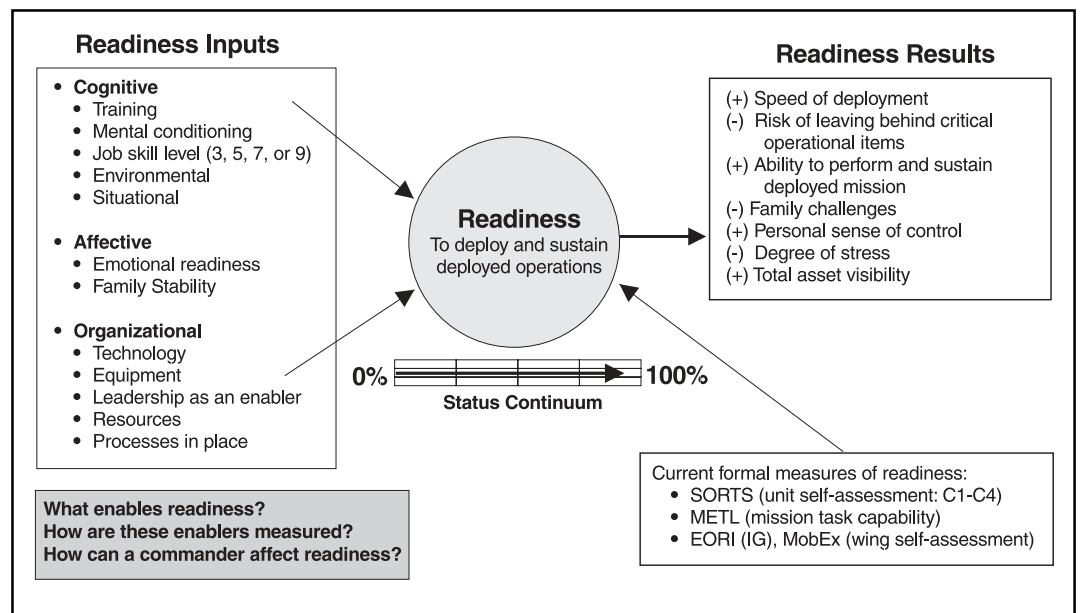 Readiness Inputs
• Cognitive
• Training
• Mental conditioning
• Job skill level (3, 5, 7, or 9)
• Environmental
• Situational
• Affective
• Emotional readiness
• Family Stability
• Organizational
• Technology
• Equipment
• Leadership as an enabler
• Resources
• Processes in place
What enables readiness?
How are these enablers measured?
How can a commander affect readiness?
Readiness
To deploy and sustain
deployed operations
0%
100%
Status Continuum
Readiness Results
(+) Speed of deployment
(-) Risk of leaving behind critical
operational items
(+) Ability to perform and sustain
deployed mission
(-) Family challenges
(+) Personal sense of control
(-) Degree of stress
(+) Total asset visibility
Current formal measures of readiness:
• SORTS (unit self-assessment: C1-C4)
• METL (mission task capability)
• EORI (IG), MobEx (wing self-assessment)